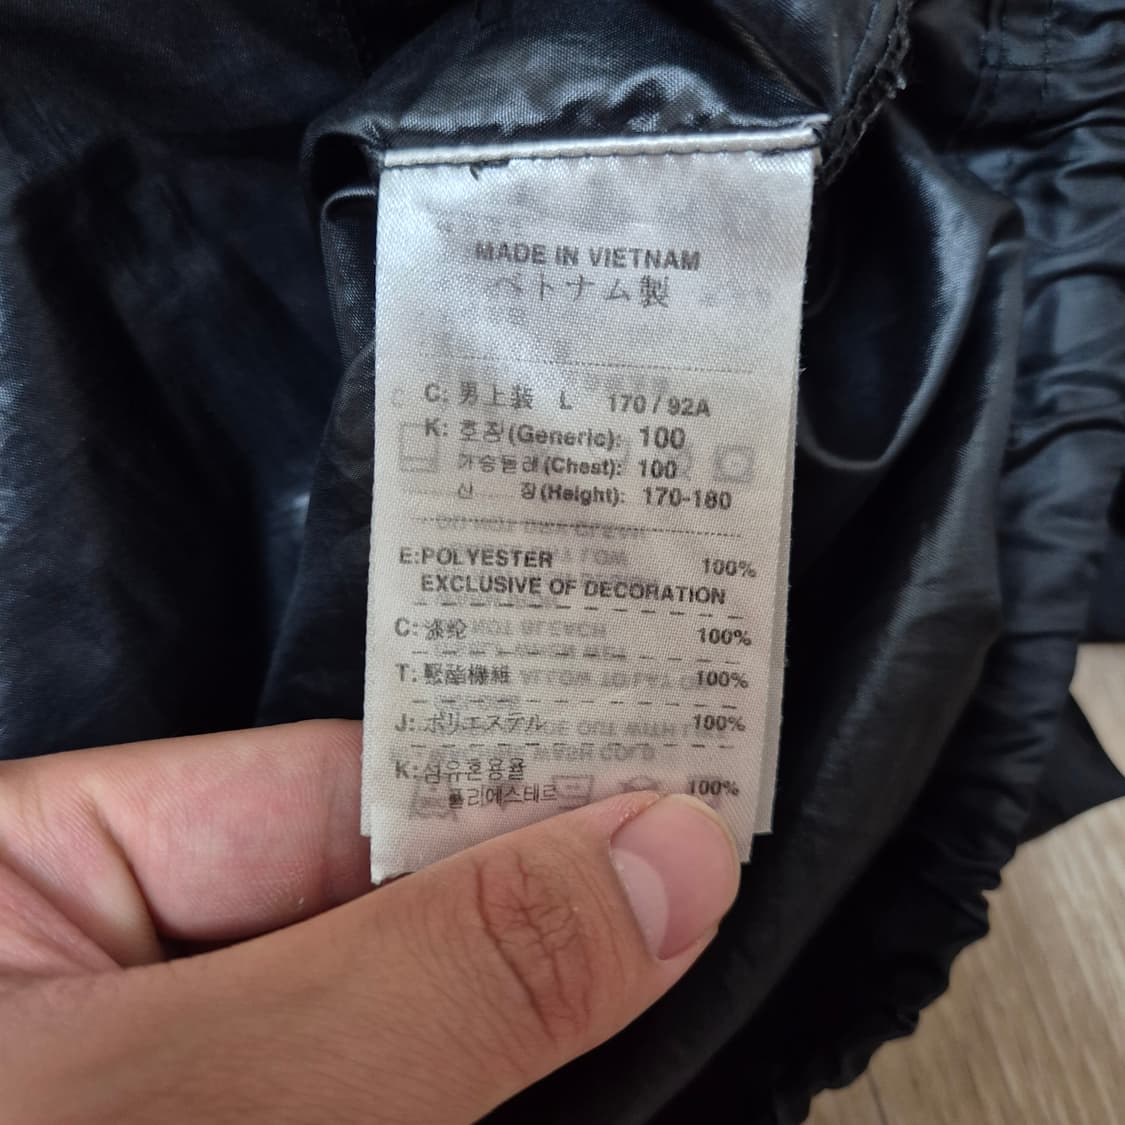 MADE IN VIETNAM
ベトナム製
C: 男上装 L 170 / 92A
K: 호칭(Generic): 100
가슴둘레(Chest): 100
신 장(Height): 170-180
E:POLYESTER 100%
EXCLUSIVE OF DECORATION
C: 涤纶 100%
T: 聚酯機維 100%
J: ポリエステル 100%
K: 섬유혼용율
폴리에스테르 100%